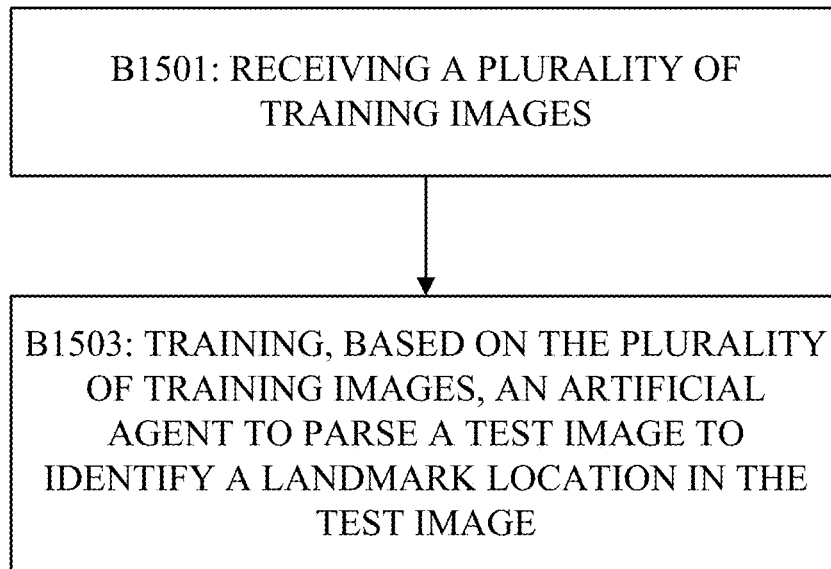 B1501: RECEIVING A PLURALITY OF
TRAINING IMAGES
B1503: TRAINING, BASED ON THE PLURALITY
OF TRAINING IMAGES, AN ARTIFICIAL
AGENT TO PARSE A TEST IMAGE TO
IDENTIFY A LANDMARK LOCATION IN THE
TEST IMAGE